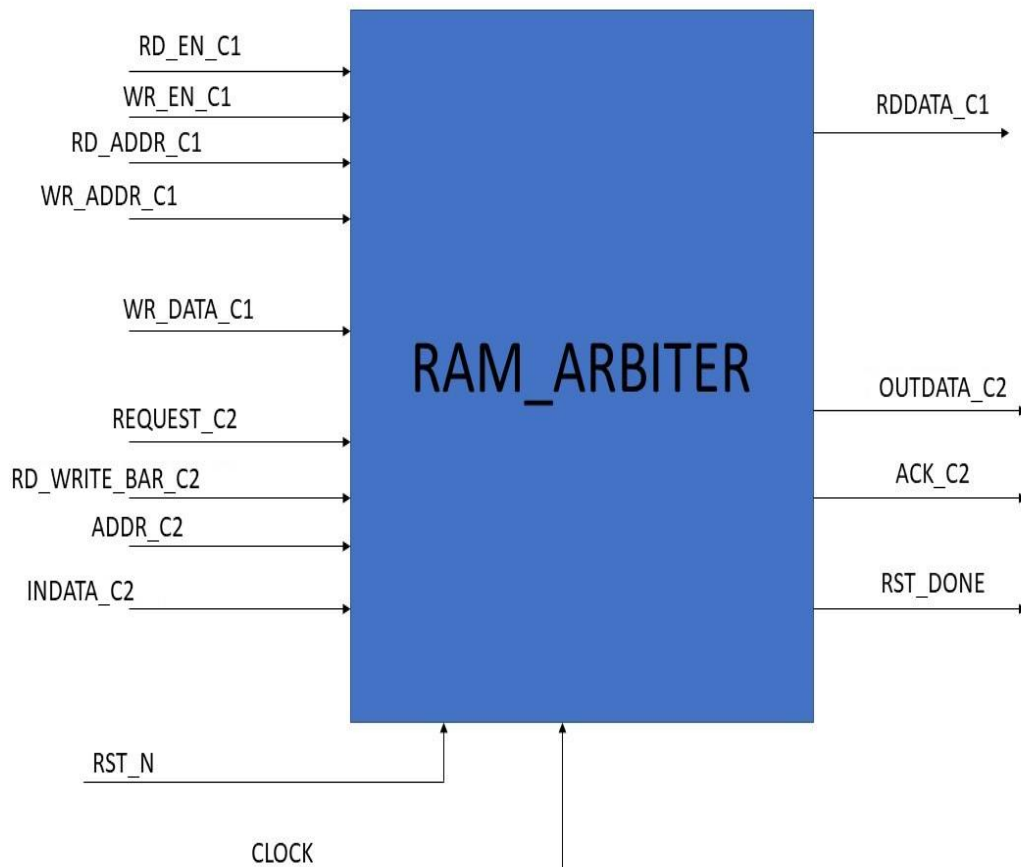 RD_EN_C1
WR_EN_C1
RD_ADDR_C1
WR_ADDR_C1
WR_DATA_C1
REQUEST_C2
RD_WRITE_BAR_C2
ADDR_C2
INDATA_C2
RAM_ARBITER
RDDATA_C1
OUTDATA_C2
ACK_C2
RST_DONE
RST_N
CLOCK